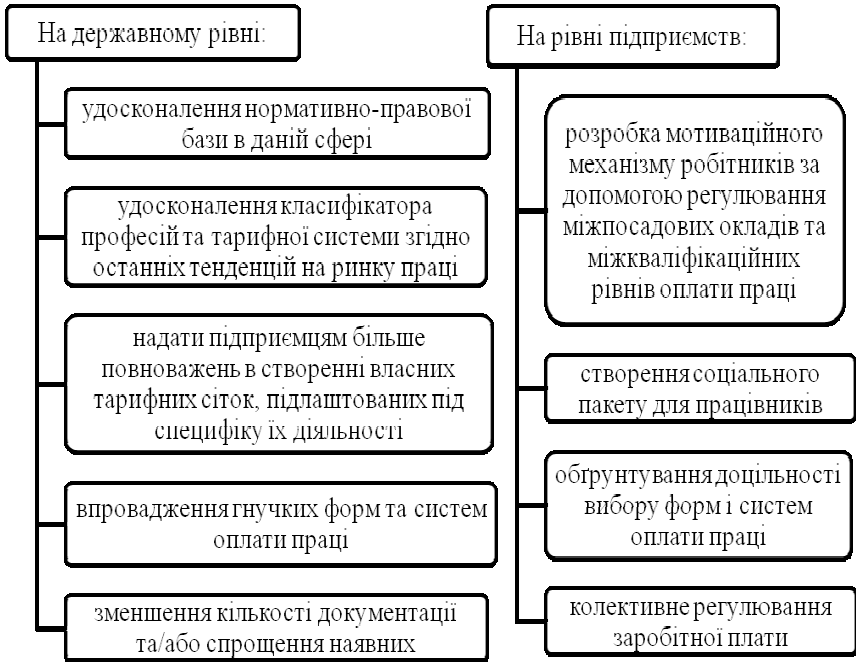 На державному рівні:
удосконалення нормативно-правової
бази в даній сфері
удосконалення класифікатора
професій та тарифної системи згідно
останніх тенденцій на ринку праці
надати підприємцям більше
повноважень в створенні власних
тарифних сіток, підлаштованих під
специфіку їх діяльності
впровадження гнучких форм та систем
оплати праці
зменшення кількості документації
та/або спрощення наявних
На рівні підприємств:
розробка мотиваційного
механізму робітників за
допомогою регулювання
міжпосадових окладів та
міжкваліфікаційних
рівнів оплати праці
створення соціального
пакету для працівників
обґрунтування доцільності
вибору форм і систем
оплати праці
колективне регулювання
заробітної плати